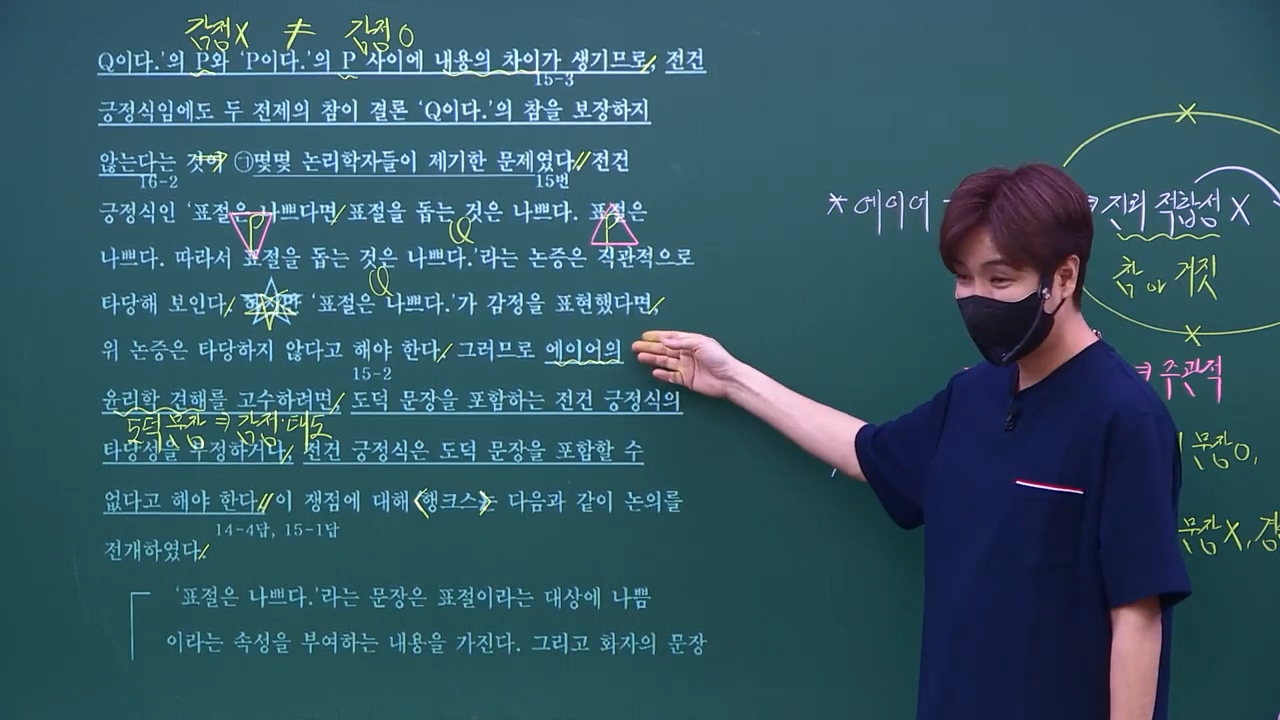 감정X ≠ 감정O
Q이다.'의 P와 'P이다.'의 P 사이에 내용의 차이가 생기므로, 전건
15-3
긍정식임에도 두 전제의 참이 결론 'Q이다.'의 참을 보장하지
않는다는 것이 ㉠몇몇 논리학자들이 제기한 문제였다. 전건
16-2 15번
긍정식인 '표절은 나쁘다면 표절을 돕는 것은 나쁘다. 표절은
P Q P
나쁘다. 따라서 표절을 돕는 것은 나쁘다.'라는 논증은 직관적으로
Q
타당해 보인다. 하지만 '표절은 나쁘다.'가 감정을 표현했다면,
위 논증은 타당하지 않다고 해야 한다. 그러므로 에이어의
15-2
윤리학 견해를 고수하려면, 도덕 문장을 포함하는 전건 긍정식의
도덕 문장 ⇒ 감정·태도
타당성을 부정하거나, 전건 긍정식은 도덕 문장을 포함할 수
없다고 해야 한다. 이 쟁점에 대해 <행크스>는 다음과 같이 논의를
14-4답, 15-1답
전개하였다.
'표절은 나쁘다.'라는 문장은 표절이라는 대상에 나쁨
이라는 속성을 부여하는 내용을 가진다. 그리고 화자의 문장
* 에이어
진리 적합성 X
참 or 거짓
주관적
문장O,
문장X,